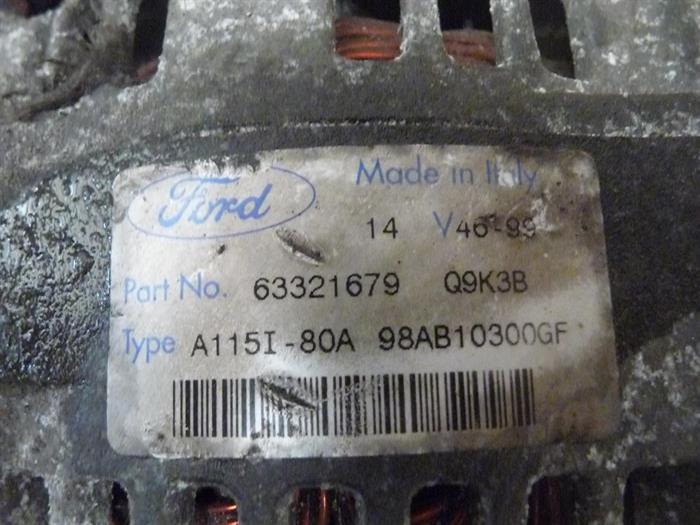 Ford Made in Italy
14 V46-99
Part No. 63321679 Q9K3B
Type A115I-80A 98AB10300GF